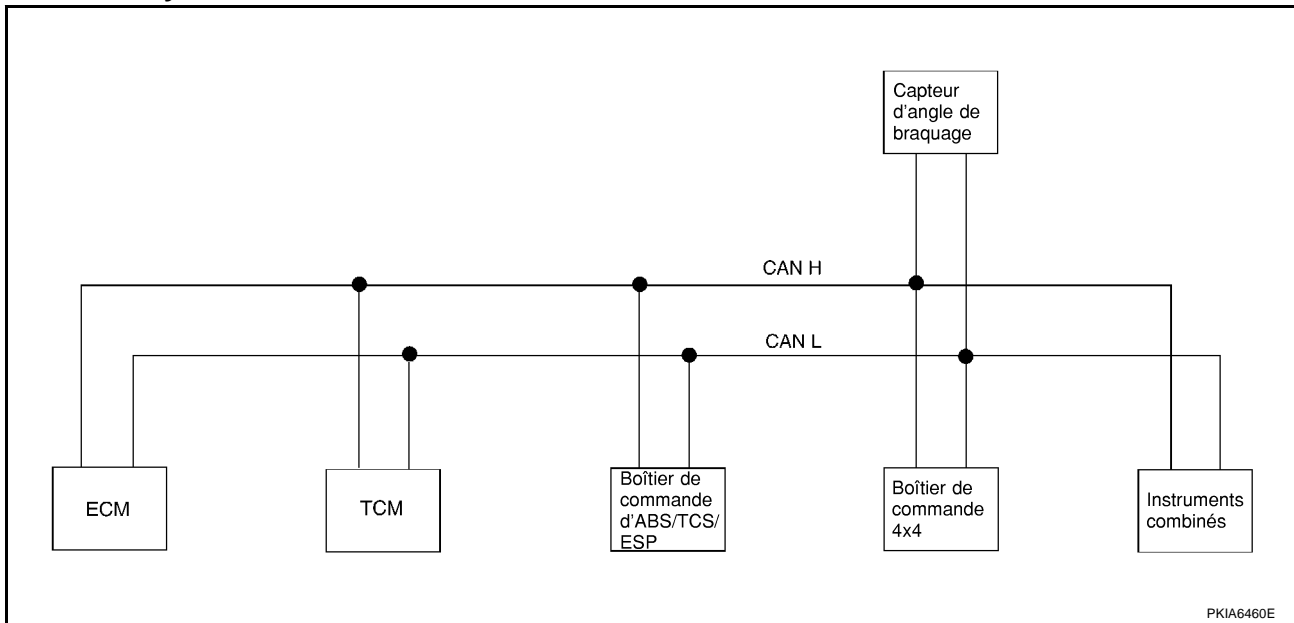 Capteur
d'angle de
braquage
CAN H
CAN L
ECM
TCM
Boîtier de
commande
d'ABS/TCS/
ESP
Boîtier de
commande
4x4
Instruments
combinés
PKIA6460E